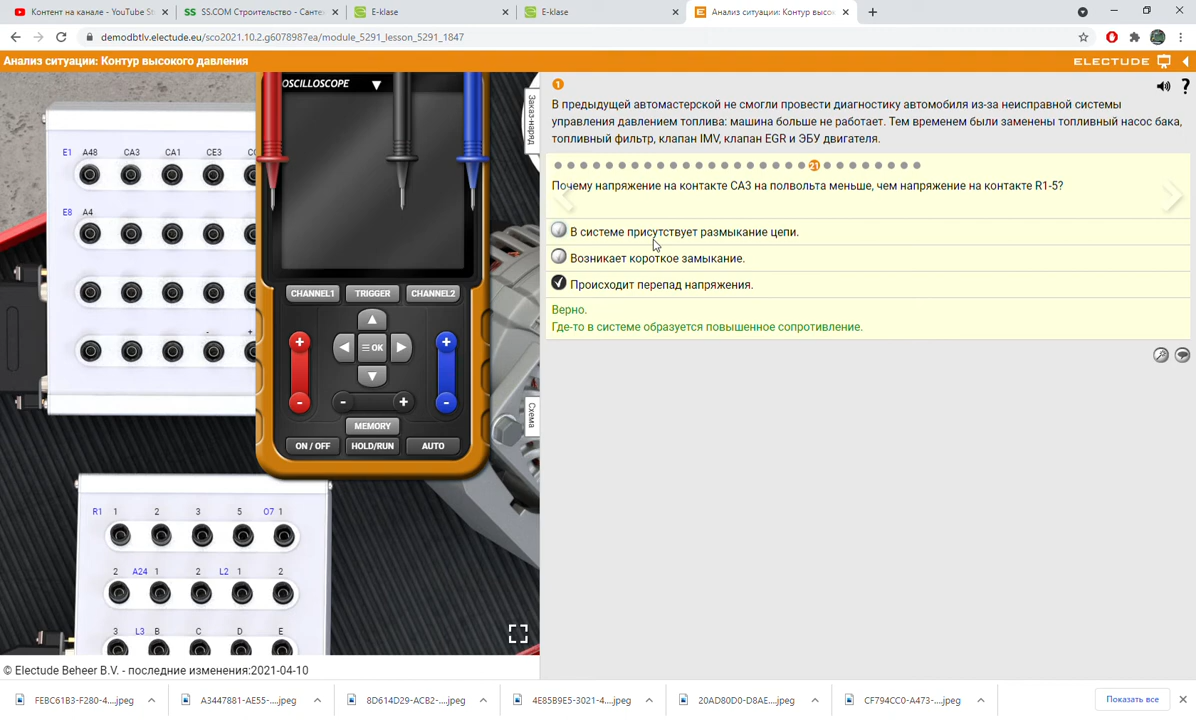 Контент на канале - YouTube St
SS.COM Строительство - Санте
E-klase
E-klase
Анализ ситуации: Контур высок
demodbtlv.electude.eu/sco2021.10.2.g6078987ea/module_5291_lesson_5291_1847
Анализ ситуации: Контур высокого давления
ELECTUDE
OSCILLOSCOPE
E1 A48 CA3 CA1 CE3
E8 A4
- +
CHANNEL1 TRIGGER CHANNEL2
+ +
OK
- - + -
MEMORY
ON / OFF HOLD/RUN AUTO
R1 1 2 3 5 O7 1
2 A24 1 2 L2 1 2
3 L3 B C D E
Заказ-наряд
Схема
1
?
В предыдущей автомастерской не смогли провести диагностику автомобиля из-за неисправной системы
управления давлением топлива: машина больше не работает. Тем временем были заменены топливный насос бака,
топливный фильтр, клапан IMV, клапан EGR и ЭБУ двигателя.
21
Почему напряжение на контакте CA3 на полвольта меньше, чем напряжение на контакте R1-5?
В системе присутствует размыкание цепи.
Возникает короткое замыкание.
Происходит перепад напряжения.
Верно.
Где-то в системе образуется повышенное сопротивление.
© Electude Beheer B.V. - последние изменения:2021-04-10
FEBC61B3-F280-4....jpeg
A3447881-AE55-....jpeg
8D614D29-ACB2-....jpeg
4E85B9E5-3021-4....jpeg
20AD80D0-D8AE....jpeg
CF794CC0-A473-....jpeg
Показать все